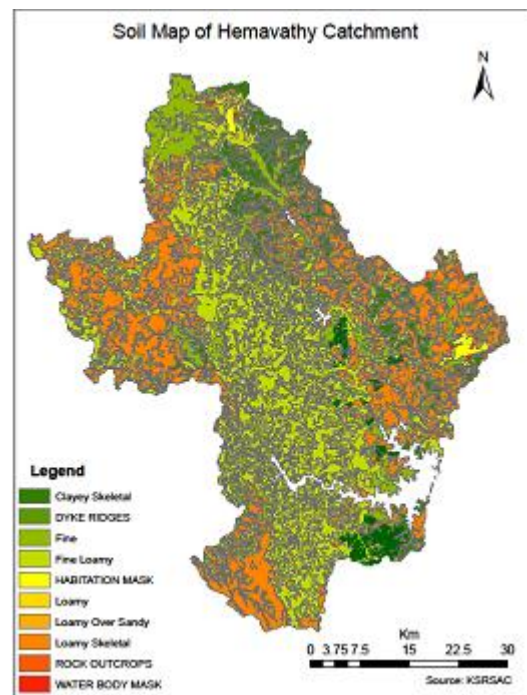 Soil Map of Hemavathy Catchment
N
Legend
Clayey Skeletal
DYKE RIDGES
Fine
Fine Loamy
HABITATION MASK
Loamy
Loamy Over Sandy
Loamy Skeletal
ROCK OUTCROPS
WATER BODY MASK
Km
0 3.75 7.5 15 22.5 30
Source: KSRSAC